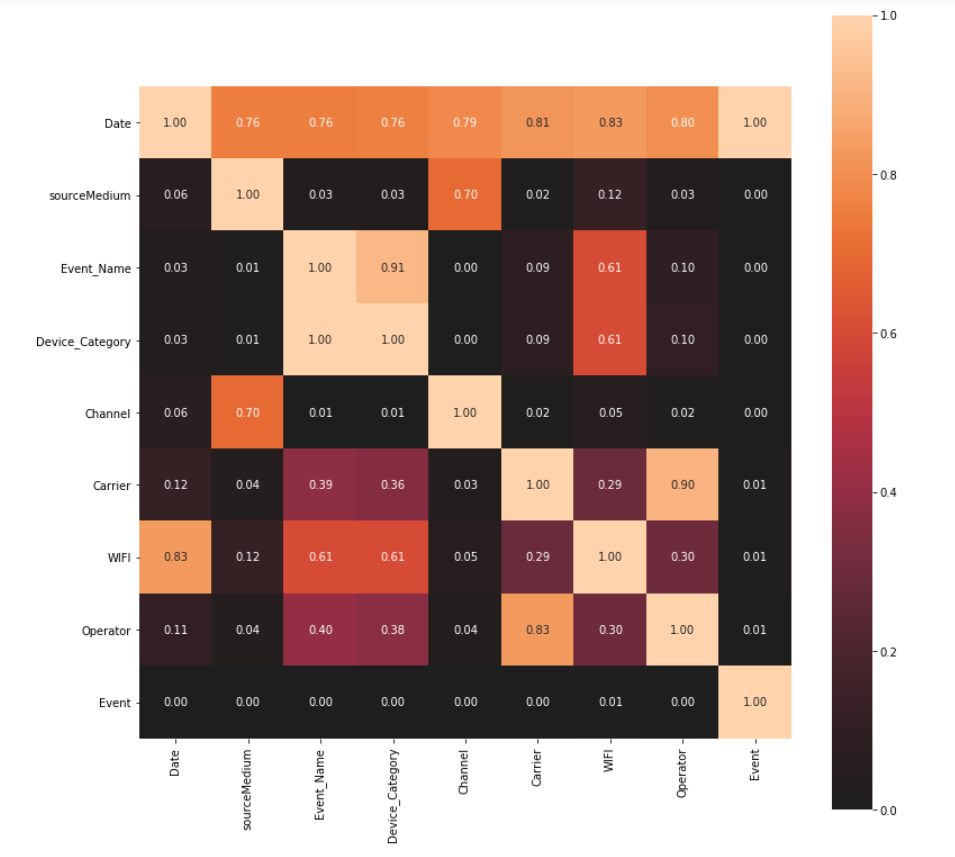 1.0
Date 1.00 0.76 0.76 0.76 0.79 0.81 0.83 0.80 1.00
0.8
sourceMedium 0.06 1.00 0.03 0.03 0.70 0.02 0.12 0.03 0.00
Event_Name 0.03 0.01 1.00 0.91 0.00 0.09 0.61 0.10 0.00
0.6
Device_Category 0.03 0.01 1.00 1.00 0.00 0.09 0.61 0.10 0.00
Channel 0.06 0.70 0.01 0.01 1.00 0.02 0.05 0.02 0.00
Carrier 0.12 0.04 0.39 0.36 0.03 1.00 0.29 0.90 0.01
0.4
WIFI 0.83 0.12 0.61 0.61 0.05 0.29 1.00 0.30 0.01
Operator 0.11 0.04 0.40 0.38 0.04 0.83 0.30 1.00 0.01
0.2
Event 0.00 0.00 0.00 0.00 0.00 0.00 0.01 0.00 1.00
Date
sourceMedium
Event_Name
Device_Category
Channel
Carrier
WIFI
Operator
Event
0.0